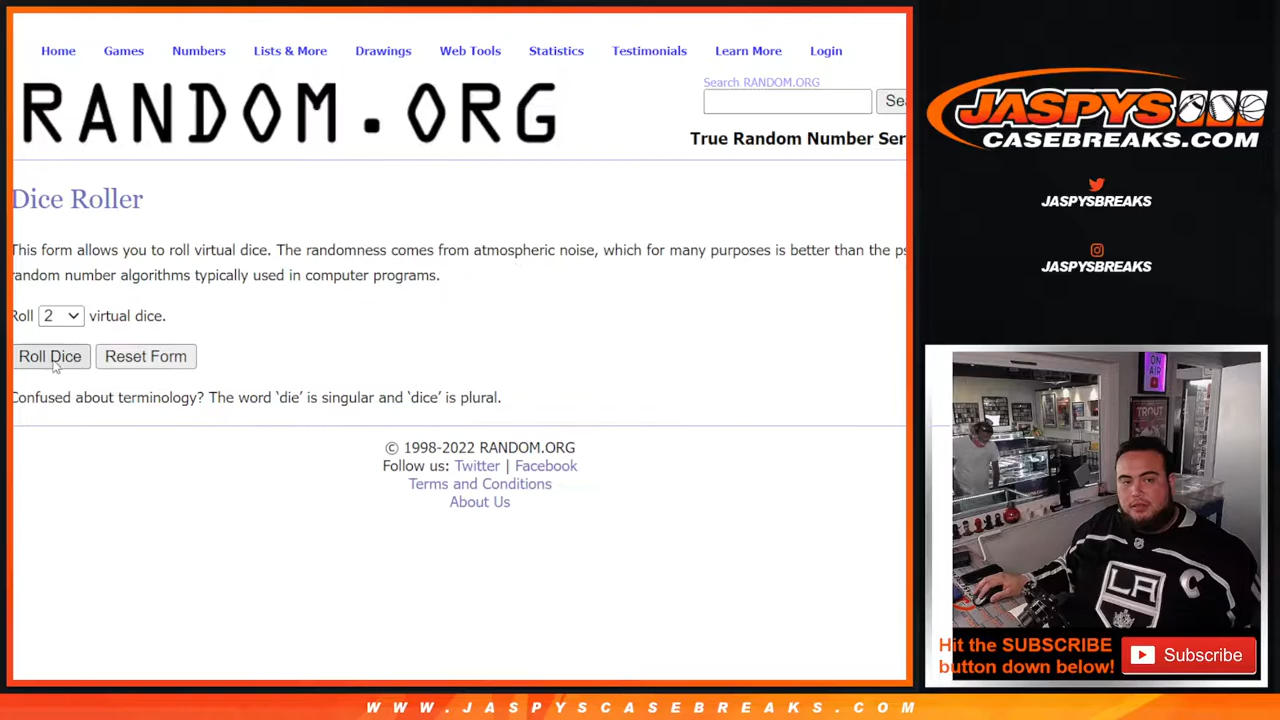 Home Games Numbers Lists & More Drawings Web Tools Statistics Testimonials Learn More Login
RANDOM.ORG
Search RANDOM.ORG
Sea
True Random Number Ser
Dice Roller
This form allows you to roll virtual dice. The randomness comes from atmospheric noise, which for many purposes is better than the ps
random number algorithms typically used in computer programs.
Roll 2 virtual dice.
Roll Dice Reset Form
Confused about terminology? The word ‘die’ is singular and ‘dice’ is plural.
© 1998-2022 RANDOM.ORG
Follow us: Twitter | Facebook
Terms and Conditions
About Us
JASPYS
CASEBREAKS.COM
JASPYSBREAKS
JASPYSBREAKS
ON
AIR
TROUT
LA
C
Hit the SUBSCRIBE
button down below!
Subscribe
WWW.JASPYSCASEBREAKS.COM